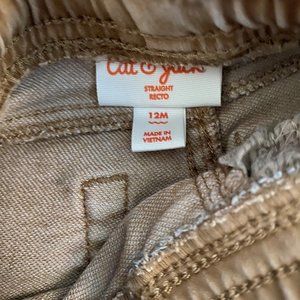 Cat & Jack
STRAIGHT
RECTO
12M
MADE IN
VIETNAM